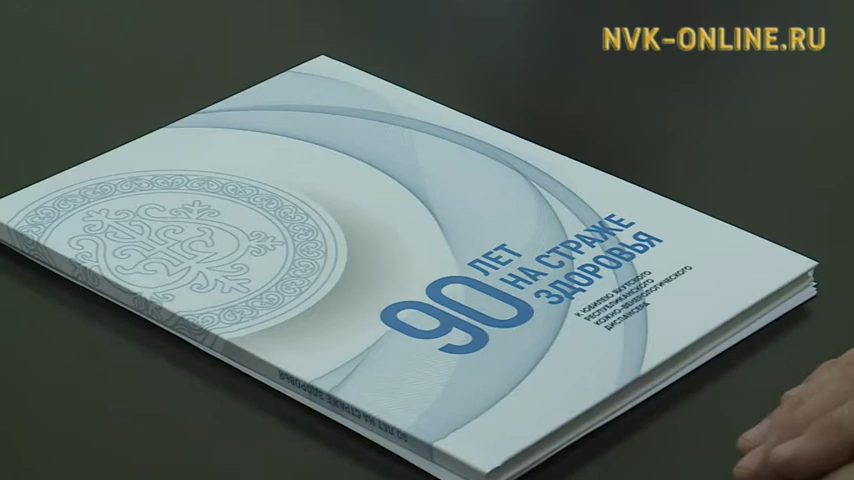 NVK-ONLINE.RU
90
ЛЕТ
НА СТРАЖЕ
ЗДОРОВЬЯ
К ЮБИЛЕЮ ЯКУТСКОГО
РЕСПУБЛИКАНСКОГО
КОЖНО-ВЕНЕРОЛОГИЧЕСКОГО
ДИСПАНСЕРА
90 ЛЕТ НА СТРАЖЕ ЗДОРОВЬЯ